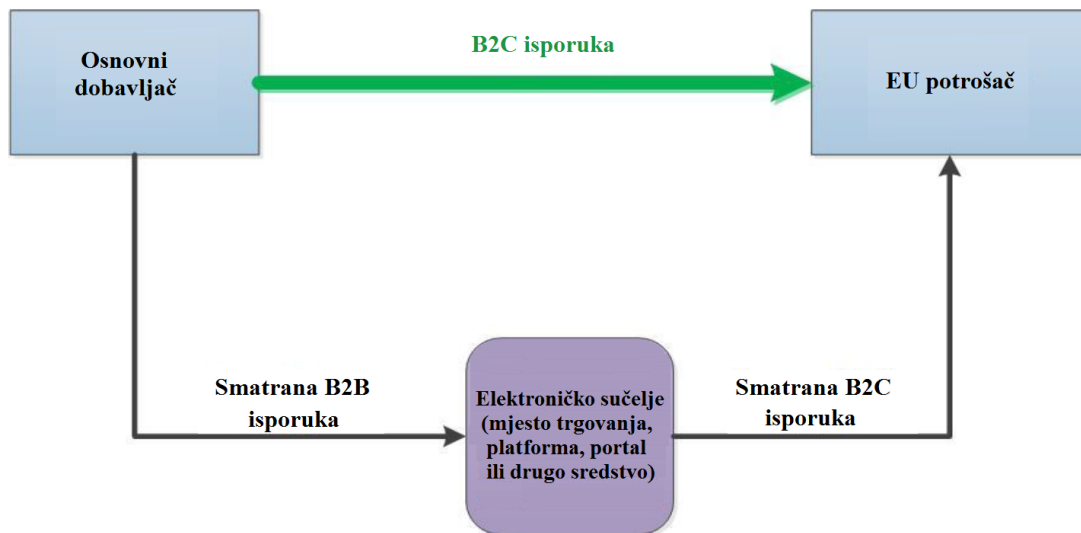 B2C isporuka
Osnovni
dobavljač
EU potrošač
Smatrana B2B
isporuka
Elektroničko sučelje
(mjesto trgovanja,
platforma, portal
ili drugo sredstvo)
Smatrana B2C
isporuka